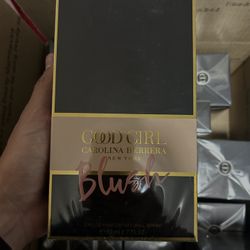 GOOD GIRL
CAROLINA HERRERA
NEW YORK
Blush